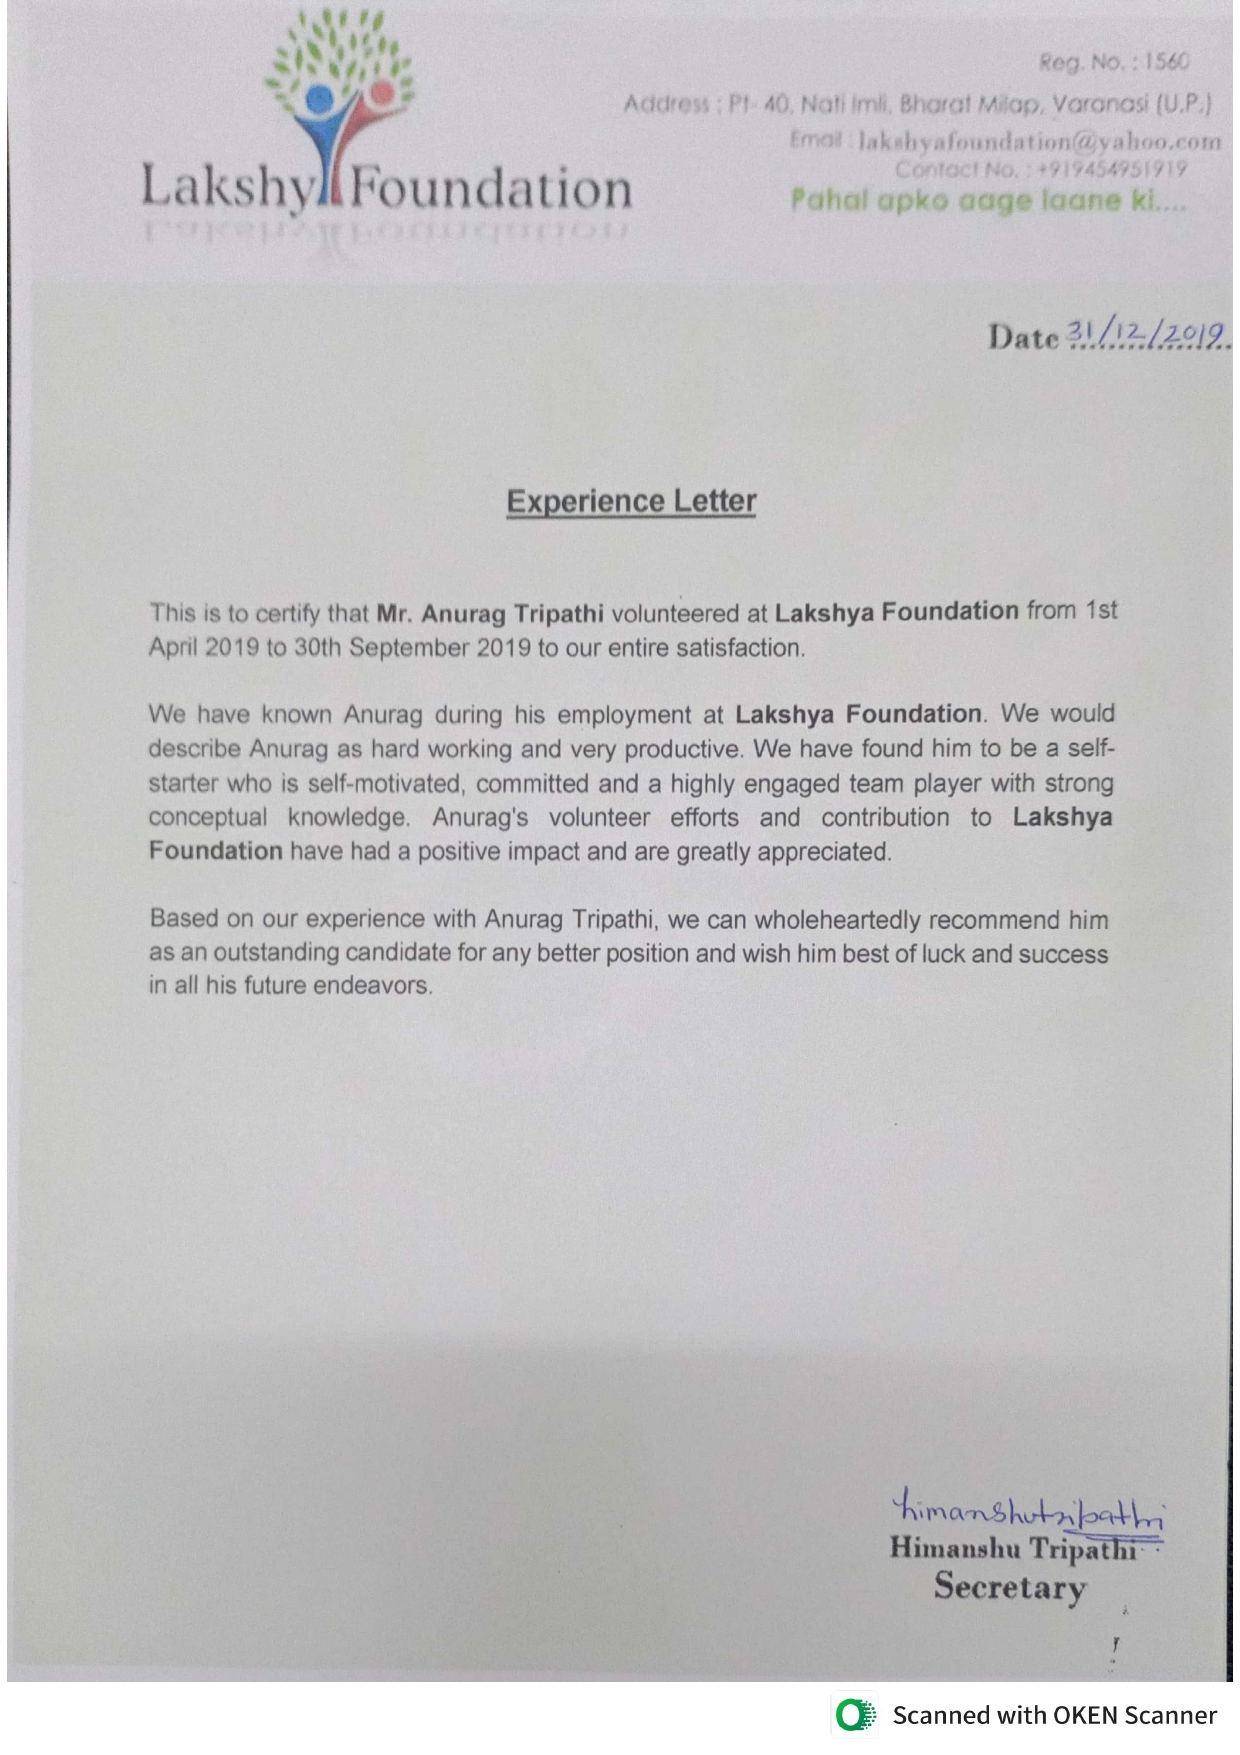 Lakshya Foundation
Reg. No. : 1560
Address : Pt- 40, Nati Imli, Bharat Milap, Varanasi (U.P.)
Email : lakshyafoundation@yahoo.com
Contact No. : +919454951919
Pahal apko aage laane ki....
Date 31/12/2019.
Experience Letter
This is to certify that Mr. Anurag Tripathi volunteered at Lakshya Foundation from 1st
April 2019 to 30th September 2019 to our entire satisfaction.
We have known Anurag during his employment at Lakshya Foundation. We would
describe Anurag as hard working and very productive. We have found him to be a self-
starter who is self-motivated, committed and a highly engaged team player with strong
conceptual knowledge. Anurag's volunteer efforts and contribution to Lakshya
Foundation have had a positive impact and are greatly appreciated.
Based on our experience with Anurag Tripathi, we can wholeheartedly recommend him
as an outstanding candidate for any better position and wish him best of luck and success
in all his future endeavors.
himanshutripathi
Himanshu Tripathi
Secretary
Scanned with OKEN Scanner